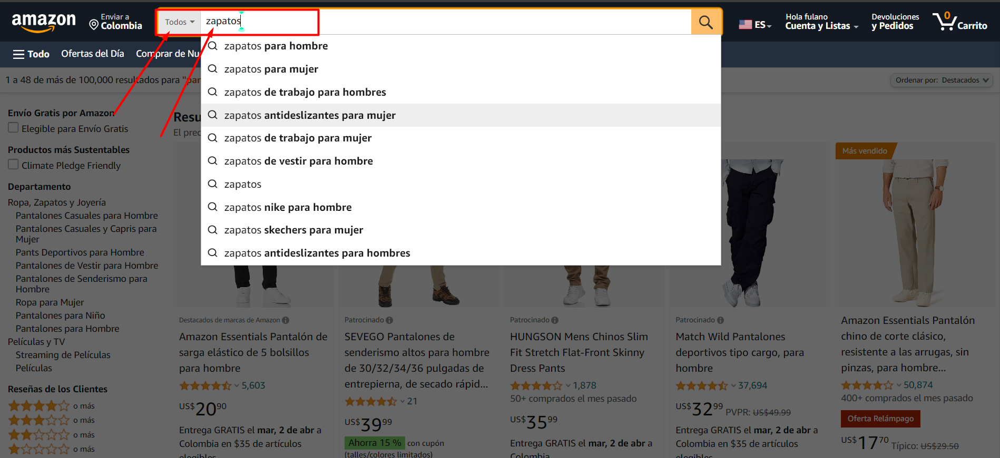 amazon
Enviar a
Colombia
Todos
zapatos
ES
Hola fulano
Cuenta y Listas
Devoluciones
y Pedidos
0
Carrito
Todo
Ofertas del Día
Comprar de Nu
zapatos para hombre
zapatos para mujer
zapatos de trabajo para hombres
zapatos antideslizantes para mujer
zapatos de trabajo para mujer
zapatos de vestir para hombre
zapatos
zapatos nike para hombre
zapatos skechers para mujer
zapatos antideslizantes para hombres
1 a 48 de más de 100,000 resultados para "pan
Ordenar por: Destacados
Envío Gratis por Amazon
Elegible para Envío Gratis
Productos más Sustentables
Climate Pledge Friendly
Departamento
Ropa, Zapatos y Joyería
Pantalones Casuales para Hombre
Pantalones Casuales y Capris para
Mujer
Pants Deportivos para Hombre
Pantalones de Vestir para Hombre
Pantalones de Senderismo para
Hombre
Ropa para Mujer
Pantalones para Niño
Pantalones para Hombre
Películas y TV
Streaming de Películas
Películas
Reseñas de los Clientes
o más
o más
o más
o más
Resu
El prec
Destacados de marcas de Amazon
Amazon Essentials Pantalón de
sarga elástico de 5 bolsillos
para hombre
5,603
US$2090
Entrega GRATIS el mar, 2 de abr a
Colombia en $35 de artículos
elegibles
Patrocinado
SEVEGO Pantalones de
senderismo altos para hombre
de 30/32/34/36 pulgadas de
entrepierna, de secado rápid...
21
US$3999
Ahora 15 % con cupón
(talles/colores limitados)
Patrocinado
HUNGSON Mens Chinos Slim
Fit Stretch Flat-Front Skinny
Dress Pants
1,878
50+ comprados el mes pasado
US$3599
Entrega GRATIS el mar, 2 de abr a
Colombia
Patrocinado
Match Wild Pantalones
deportivos tipo cargo, para
hombre
37,694
US$3299 PVPR: US$49.99
Entrega GRATIS el mar, 2 de abr a
Colombia en $35 de artículos
elegibles
Más vendido
Amazon Essentials Pantalón
chino de corte clásico,
resistente a las arrugas, sin
pinzas, para hombre...
50,874
400+ comprados el mes pasado
Oferta Relámpago
US$1770 Típico: US$29.50